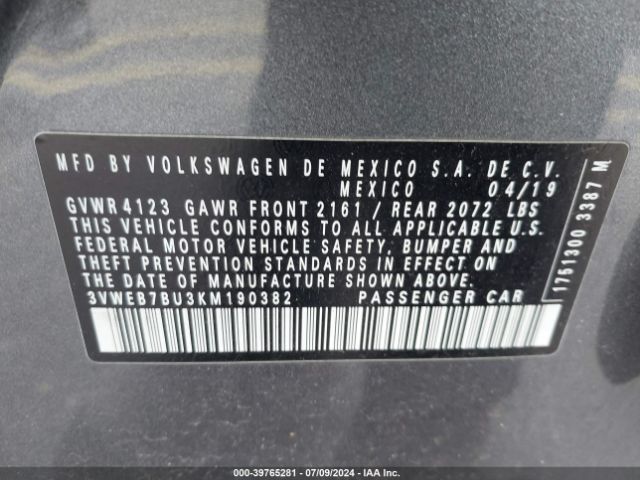 MFD BY VOLKSWAGEN DE MEXICO S.A. DE C.V.
MEXICO 04/19
GVWR 4123 GAWR FRONT 2161 / REAR 2072 LBS
THIS VEHICLE CONFORMS TO ALL APPLICABLE U.S.
FEDERAL MOTOR VEHICLE SAFETY, BUMPER AND
THEFT PREVENTION STANDARDS IN EFFECT ON
THE DATE OF MANUFACTURE SHOWN ABOVE.
3VWEB7BU3KM190382 PASSENGER CAR
1751300 3387 M
000-39765281 | 07/09/2024 | IAA Inc.